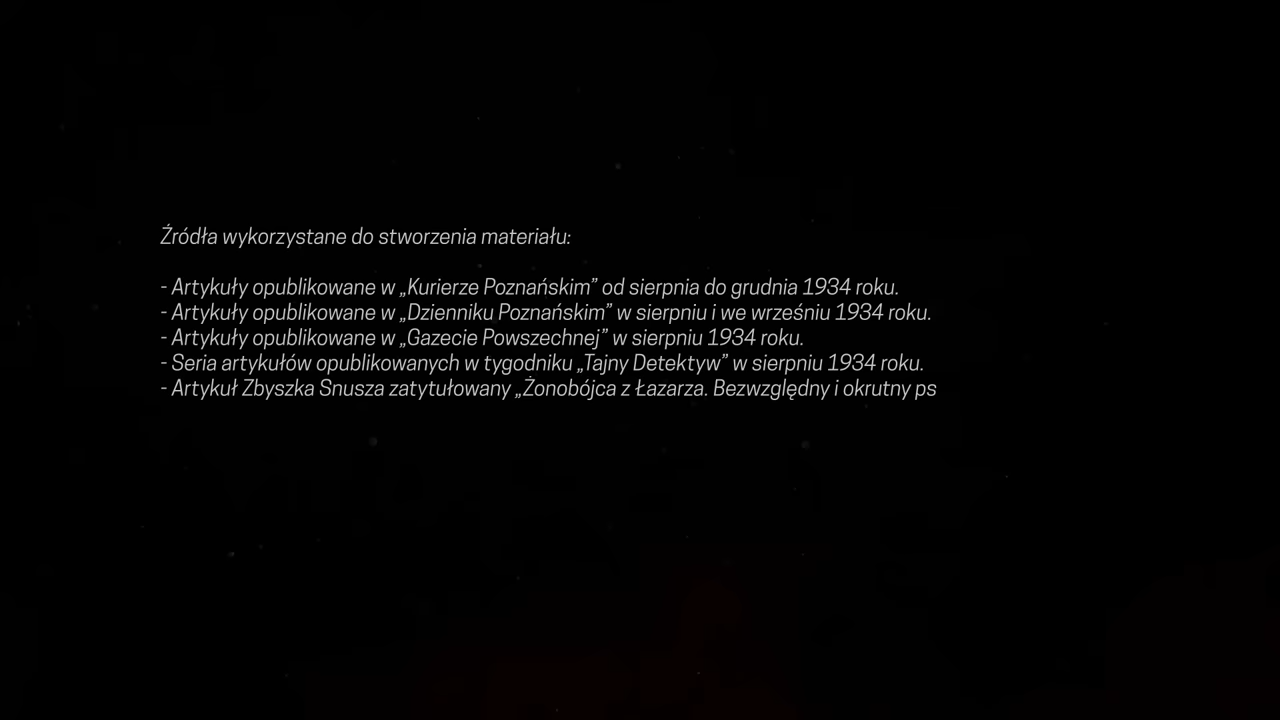 Źródła wykorzystane do stworzenia materiału:
- Artykuły opublikowane w „Kurierze Poznańskim” od sierpnia do grudnia 1934 roku.
- Artykuły opublikowane w „Dzienniku Poznańskim” w sierpniu i we wrześniu 1934 roku.
- Artykuły opublikowane w „Gazecie Powszechnej” w sierpniu 1934 roku.
- Seria artykułów opublikowanych w tygodniku „Tajny Detektyw” w sierpniu 1934 roku.
- Artykuł Zbyszka Snusza zatytułowany „Żonobójca z Łazarza. Bezwzględny i okrutny ps